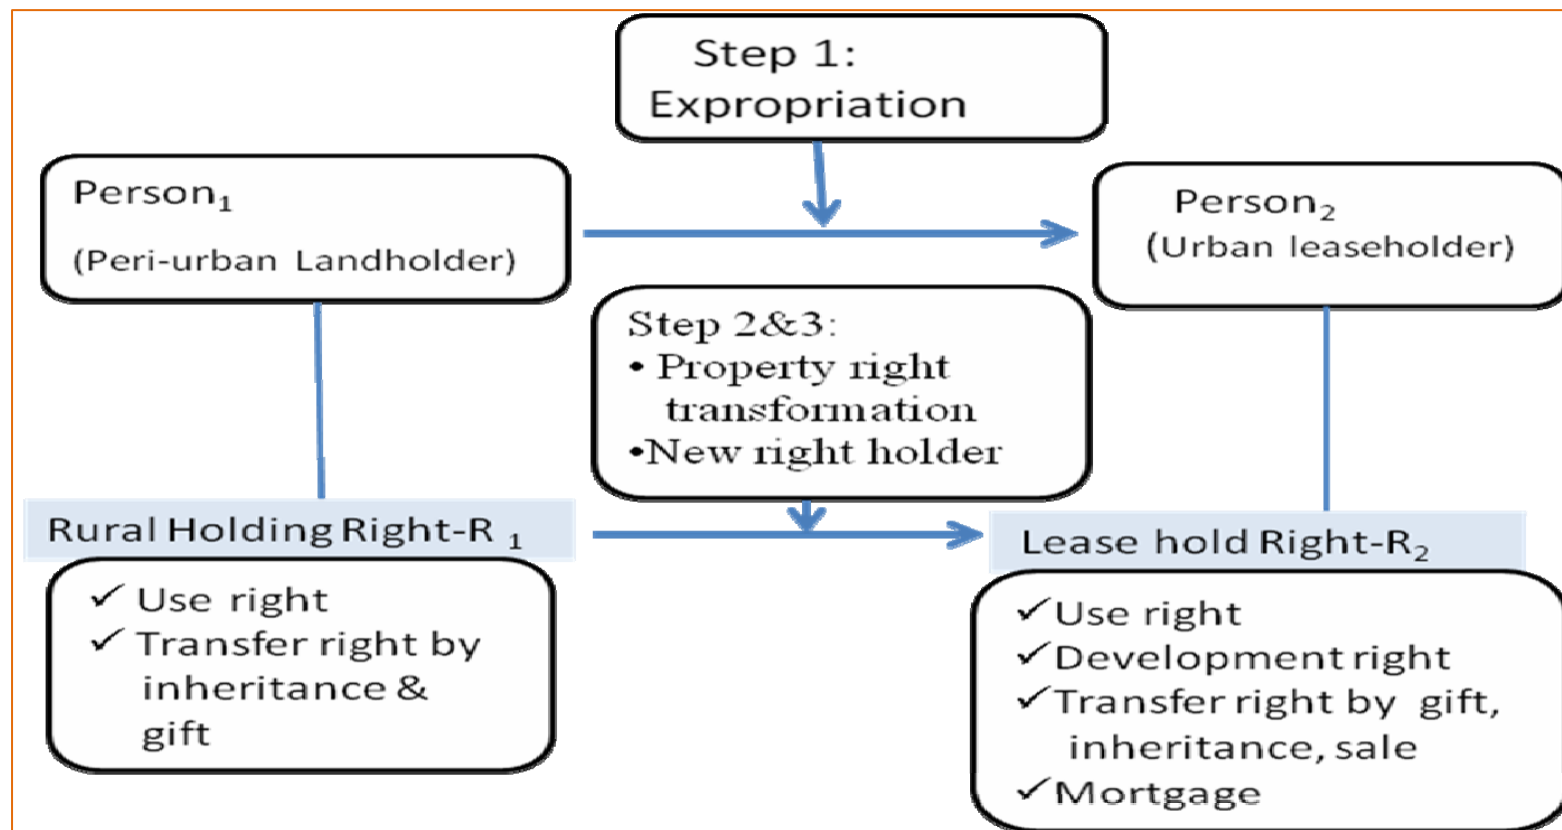 Step 1:
Expropriation
Person₁
(Peri-urban Landholder)
Person₂
(Urban leaseholder)
Step 2&3:
• Property right
transformation
•New right holder
Rural Holding Right-R ₁
✓ Use right
✓ Transfer right by
inheritance &
gift
Lease hold Right-R₂
✓Use right
✓Development right
✓Transfer right by gift,
inheritance, sale
✓Mortgage